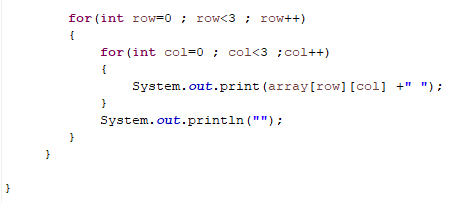 for(int row=0 ; row<3 ; row++)
{
for(int col=0 ; col<3 ;col++)
{
System.out.print(array[row][col] +" ");
}
System.out.println("");
}
}
}